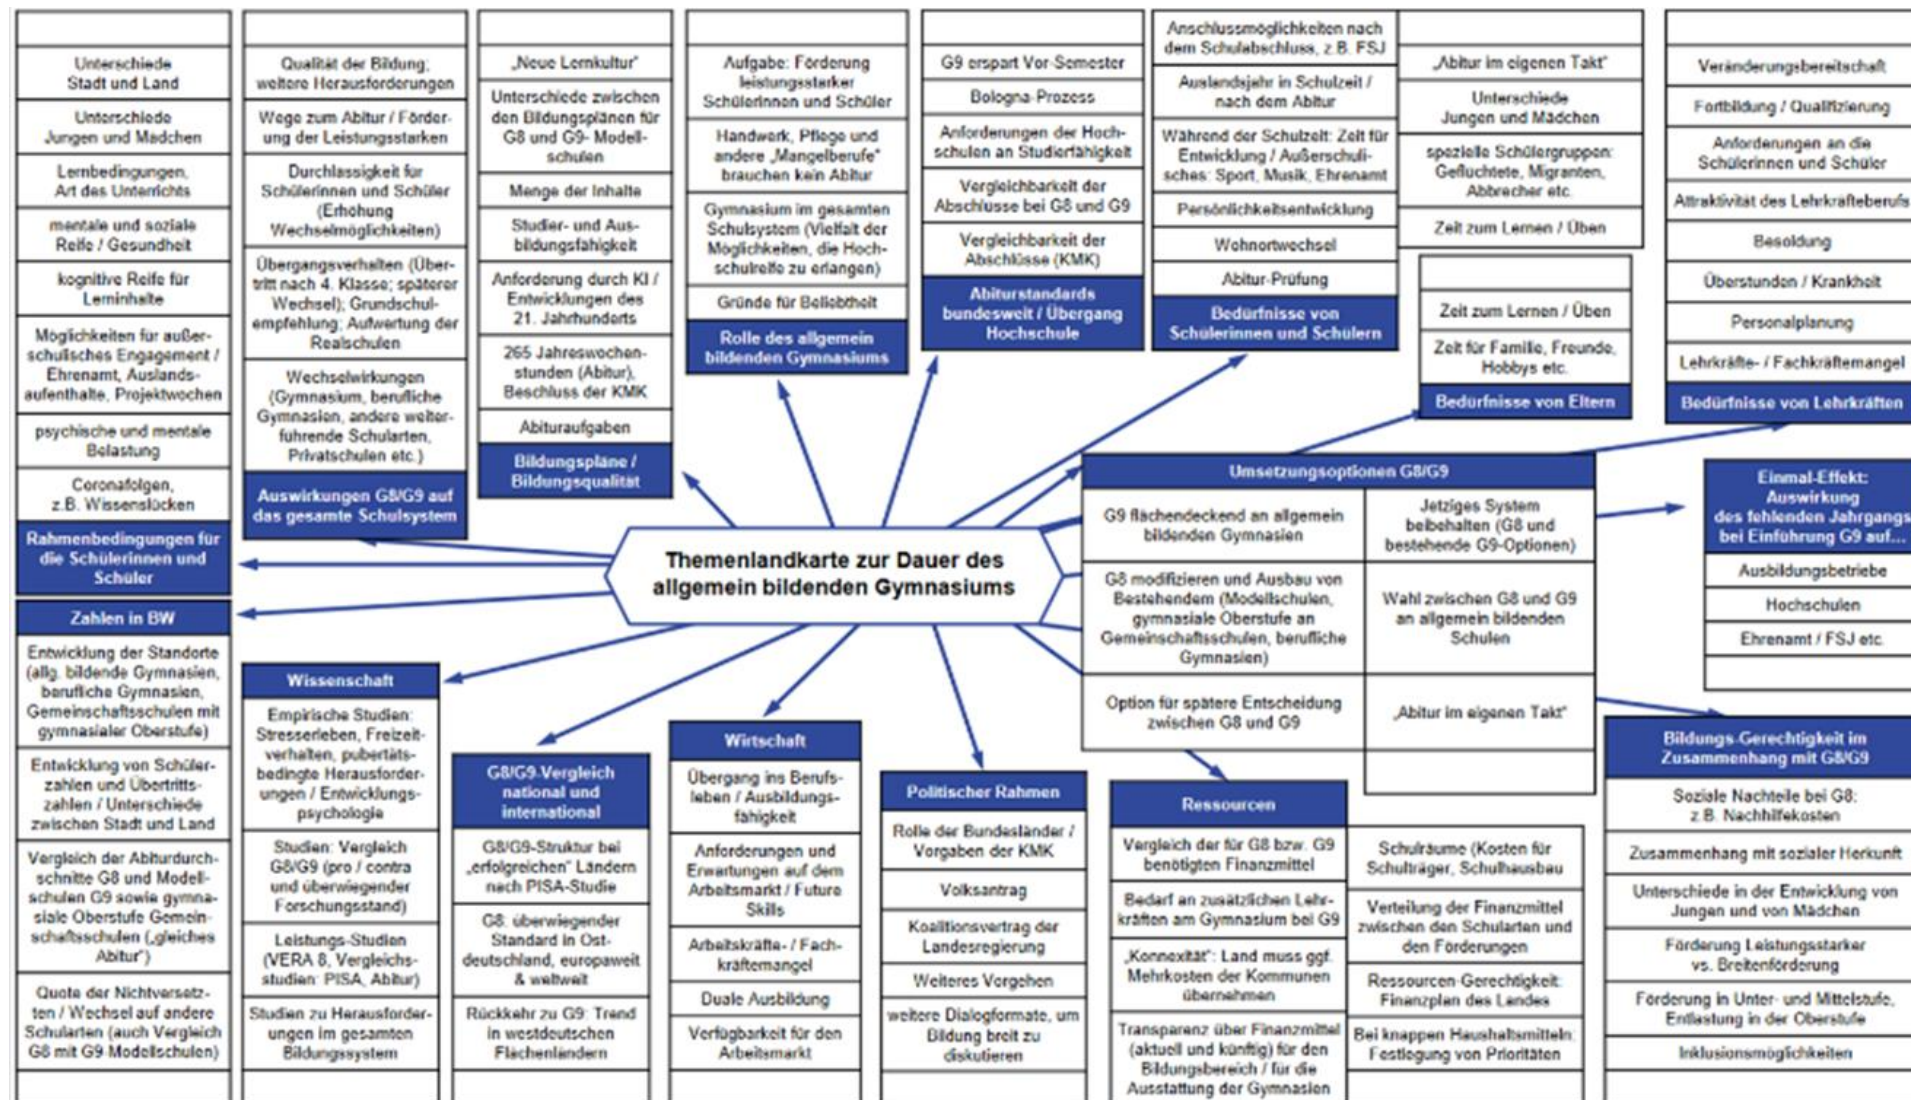 Unterschiede
Stadt und Land
Unterschiede
Jungen und Mädchen
Lernbedingungen,
Art des Unterrichts
mentale und soziale
Reife / Gesundheit
kognitive Reife für
Lerninhalte
Möglichkeiten für außer-
schulisches Engagement /
Ehrenamt, Auslands-
aufenthalte, Projektwochen
psychische und mentale
Belastung
Coronafolgen,
z.B. Wissenslücken
Rahmenbedingungen für
die Schülerinnen und
Schüler
Qualität der Bildung;
weitere Herausforderungen
Wege zum Abitur / Förder-
ung der Leistungsstarken
Durchlässigkeit für
Schülerinnen und Schüler
(Erhöhung
Wechselmöglichkeiten)
Übergangsverhalten (Über-
tritt nach 4. Klasse; späterer
Wechsel); Grundschul-
empfehlung; Aufwertung der
Realschulen
Wechselwirkungen
(Gymnasium, berufliche
Gymnasien, andere weiter-
führende Schularten,
Privatschulen etc.)
Auswirkungen G8/G9 auf
das gesamte Schulsystem
„Neue Lernkultur“
Unterschiede zwischen
den Bildungsplänen für
G8 und G9- Modell-
schulen
Menge der Inhalte
Studier- und Aus-
bildungsfähigkeit
Anforderung durch KI /
Entwicklungen des
21. Jahrhunderts
265 Jahreswochen-
stunden (Abitur),
Beschluss der KMK
Abituraufgaben
Bildungspläne /
Bildungsqualität
Aufgabe: Förderung
leistungsstarker
Schülerinnen und Schüler
Handwerk, Pflege und
andere „Mangelberufe“
brauchen kein Abitur
Gymnasium im gesamten
Schulsystem (Vielfalt der
Möglichkeiten, die Hoch-
schulreife zu erlangen)
Gründe für Beliebtheit
Rolle des allgemein
bildenden Gymnasiums
G9 erspart Vor-Semester
Bologna-Prozess
Anforderungen der Hoch-
schulen an Studierfähigkeit
Vergleichbarkeit der
Abschlüsse bei G8 und G9
Vergleichbarkeit der
Abschlüsse (KMK)
Abiturstandards
bundesweit / Übergang
Hochschule
Anschlussmöglichkeiten nach
dem Schulabschluss, z.B. FSJ
Auslandsjahr in Schulzeit /
nach dem Abitur
Während der Schulzeit: Zeit für
Entwicklung / Außerschuli-
sches: Sport, Musik, Ehrenamt
Persönlichkeitsentwicklung
Wohnortwechsel
Abitur-Prüfung
Bedürfnisse von
Schülerinnen und Schülern
„Abitur im eigenen Takt“
Unterschiede
Jungen und Mädchen
spezielle Schülergruppen:
Geflüchtete, Migranten,
Abbrecher etc.
Zeit zum Lernen / Üben
Zeit zum Lernen / Üben
Zeit für Familie, Freunde,
Hobbys etc.
Bedürfnisse von Eltern
Veränderungsbereitschaft
Fortbildung / Qualifizierung
Anforderungen an die
Schülerinnen und Schüler
Attraktivität des Lehrkräfteberufs
Besoldung
Überstunden / Krankheit
Personalplanung
Lehrkräfte- / Fachkräftemangel
Bedürfnisse von Lehrkräften
Themenlandkarte zur Dauer des
allgemein bildenden Gymnasiums
Umsetzungsoptionen G8/G9
G9 flächendeckend an allgemein
bildenden Gymnasien
Jetziges System
beibehalten (G8 und
bestehende G9-Optionen)
G8 modifizieren und Ausbau von
Bestehendem (Modellschulen,
gymnasiale Oberstufe an
Gemeinschaftsschulen, berufliche
Gymnasien)
Wahl zwischen G8 und G9
an allgemein bildenden
Schulen
Option für spätere Entscheidung
zwischen G8 und G9
„Abitur im eigenen Takt“
Einmal-Effekt:
Auswirkung
des fehlenden Jahrgangs
bei Einführung G9 auf...
Ausbildungsbetriebe
Hochschulen
Ehrenamt / FSJ etc.
Zahlen in BW
Entwicklung der Standorte
(allg. bildende Gymnasien,
berufliche Gymnasien,
Gemeinschaftsschulen mit
gymnasialer Oberstufe)
Entwicklung von Schüler-
zahlen und Übertritts-
zahlen / Unterschiede
zwischen Stadt und Land
Vergleich der Abiturdurch-
schnitte G8 und Modell-
schulen G9 sowie gymna-
siale Oberstufe Gemein-
schaftsschulen („gleiches
Abitur“)
Quote der Nichtversetz-
ten / Wechsel auf andere
Schularten (auch Vergleich
G8 mit G9-Modellschulen)
Wissenschaft
Empirische Studien:
Stresserleben, Freizeit-
verhalten, pubertäts-
bedingte Herausforder-
ungen / Entwicklungs-
psychologie
Studien: Vergleich
G8/G9 (pro / contra
und überwiegender
Forschungsstand)
Leistungs-Studien
(VERA 8, Vergleichs-
studien: PISA, Abitur)
Studien zu Herausforder-
ungen im gesamten
Bildungssystem
G8/G9-Vergleich
national und
international
G8/G9-Struktur bei
„erfolgreichen“ Ländern
nach PISA-Studie
G8: überwiegender
Standard in Ost-
deutschland, europaweit
& weltweit
Rückkehr zu G9: Trend
in westdeutschen
Flächenländern
Wirtschaft
Übergang ins Berufs-
leben / Ausbildungs-
fähigkeit
Anforderungen und
Erwartungen auf dem
Arbeitsmarkt / Future
Skills
Arbeitskräfte- / Fach-
kräftemangel
Duale Ausbildung
Verfügbarkeit für den
Arbeitsmarkt
Politischer Rahmen
Rolle der Bundesländer /
Vorgaben der KMK
Volksantrag
Koalitionsvertrag der
Landesregierung
Weiteres Vorgehen
weitere Dialogformate, um
Bildung breit zu
diskutieren
Ressourcen
Vergleich der für G8 bzw. G9
benötigten Finanzmittel
Bedarf an zusätzlichen Lehr-
kräften am Gymnasium bei G9
„Konnexität“: Land muss ggf.
Mehrkosten der Kommunen
übernehmen
Transparenz über Finanzmittel
(aktuell und künftig) für den
Bildungsbereich / für die
Ausstattung der Gymnasien
Schulräume (Kosten für
Schulträger, Schulhausbau
Verteilung der Finanzmittel
zwischen den Schularten und
den Förderungen
Ressourcen-Gerechtigkeit:
Finanzplan des Landes
Bei knappen Haushaltsmitteln:
Festlegung von Prioritäten
Bildungs-Gerechtigkeit im
Zusammenhang mit G8/G9
Soziale Nachteile bei G8:
z.B. Nachhilfekosten
Zusammenhang mit sozialer Herkunft
Unterschiede in der Entwicklung von
Jungen und von Mädchen
Förderung Leistungsstarker
vs. Breitenförderung
Förderung in Unter- und Mittelstufe,
Entlastung in der Oberstufe
Inklusionsmöglichkeiten